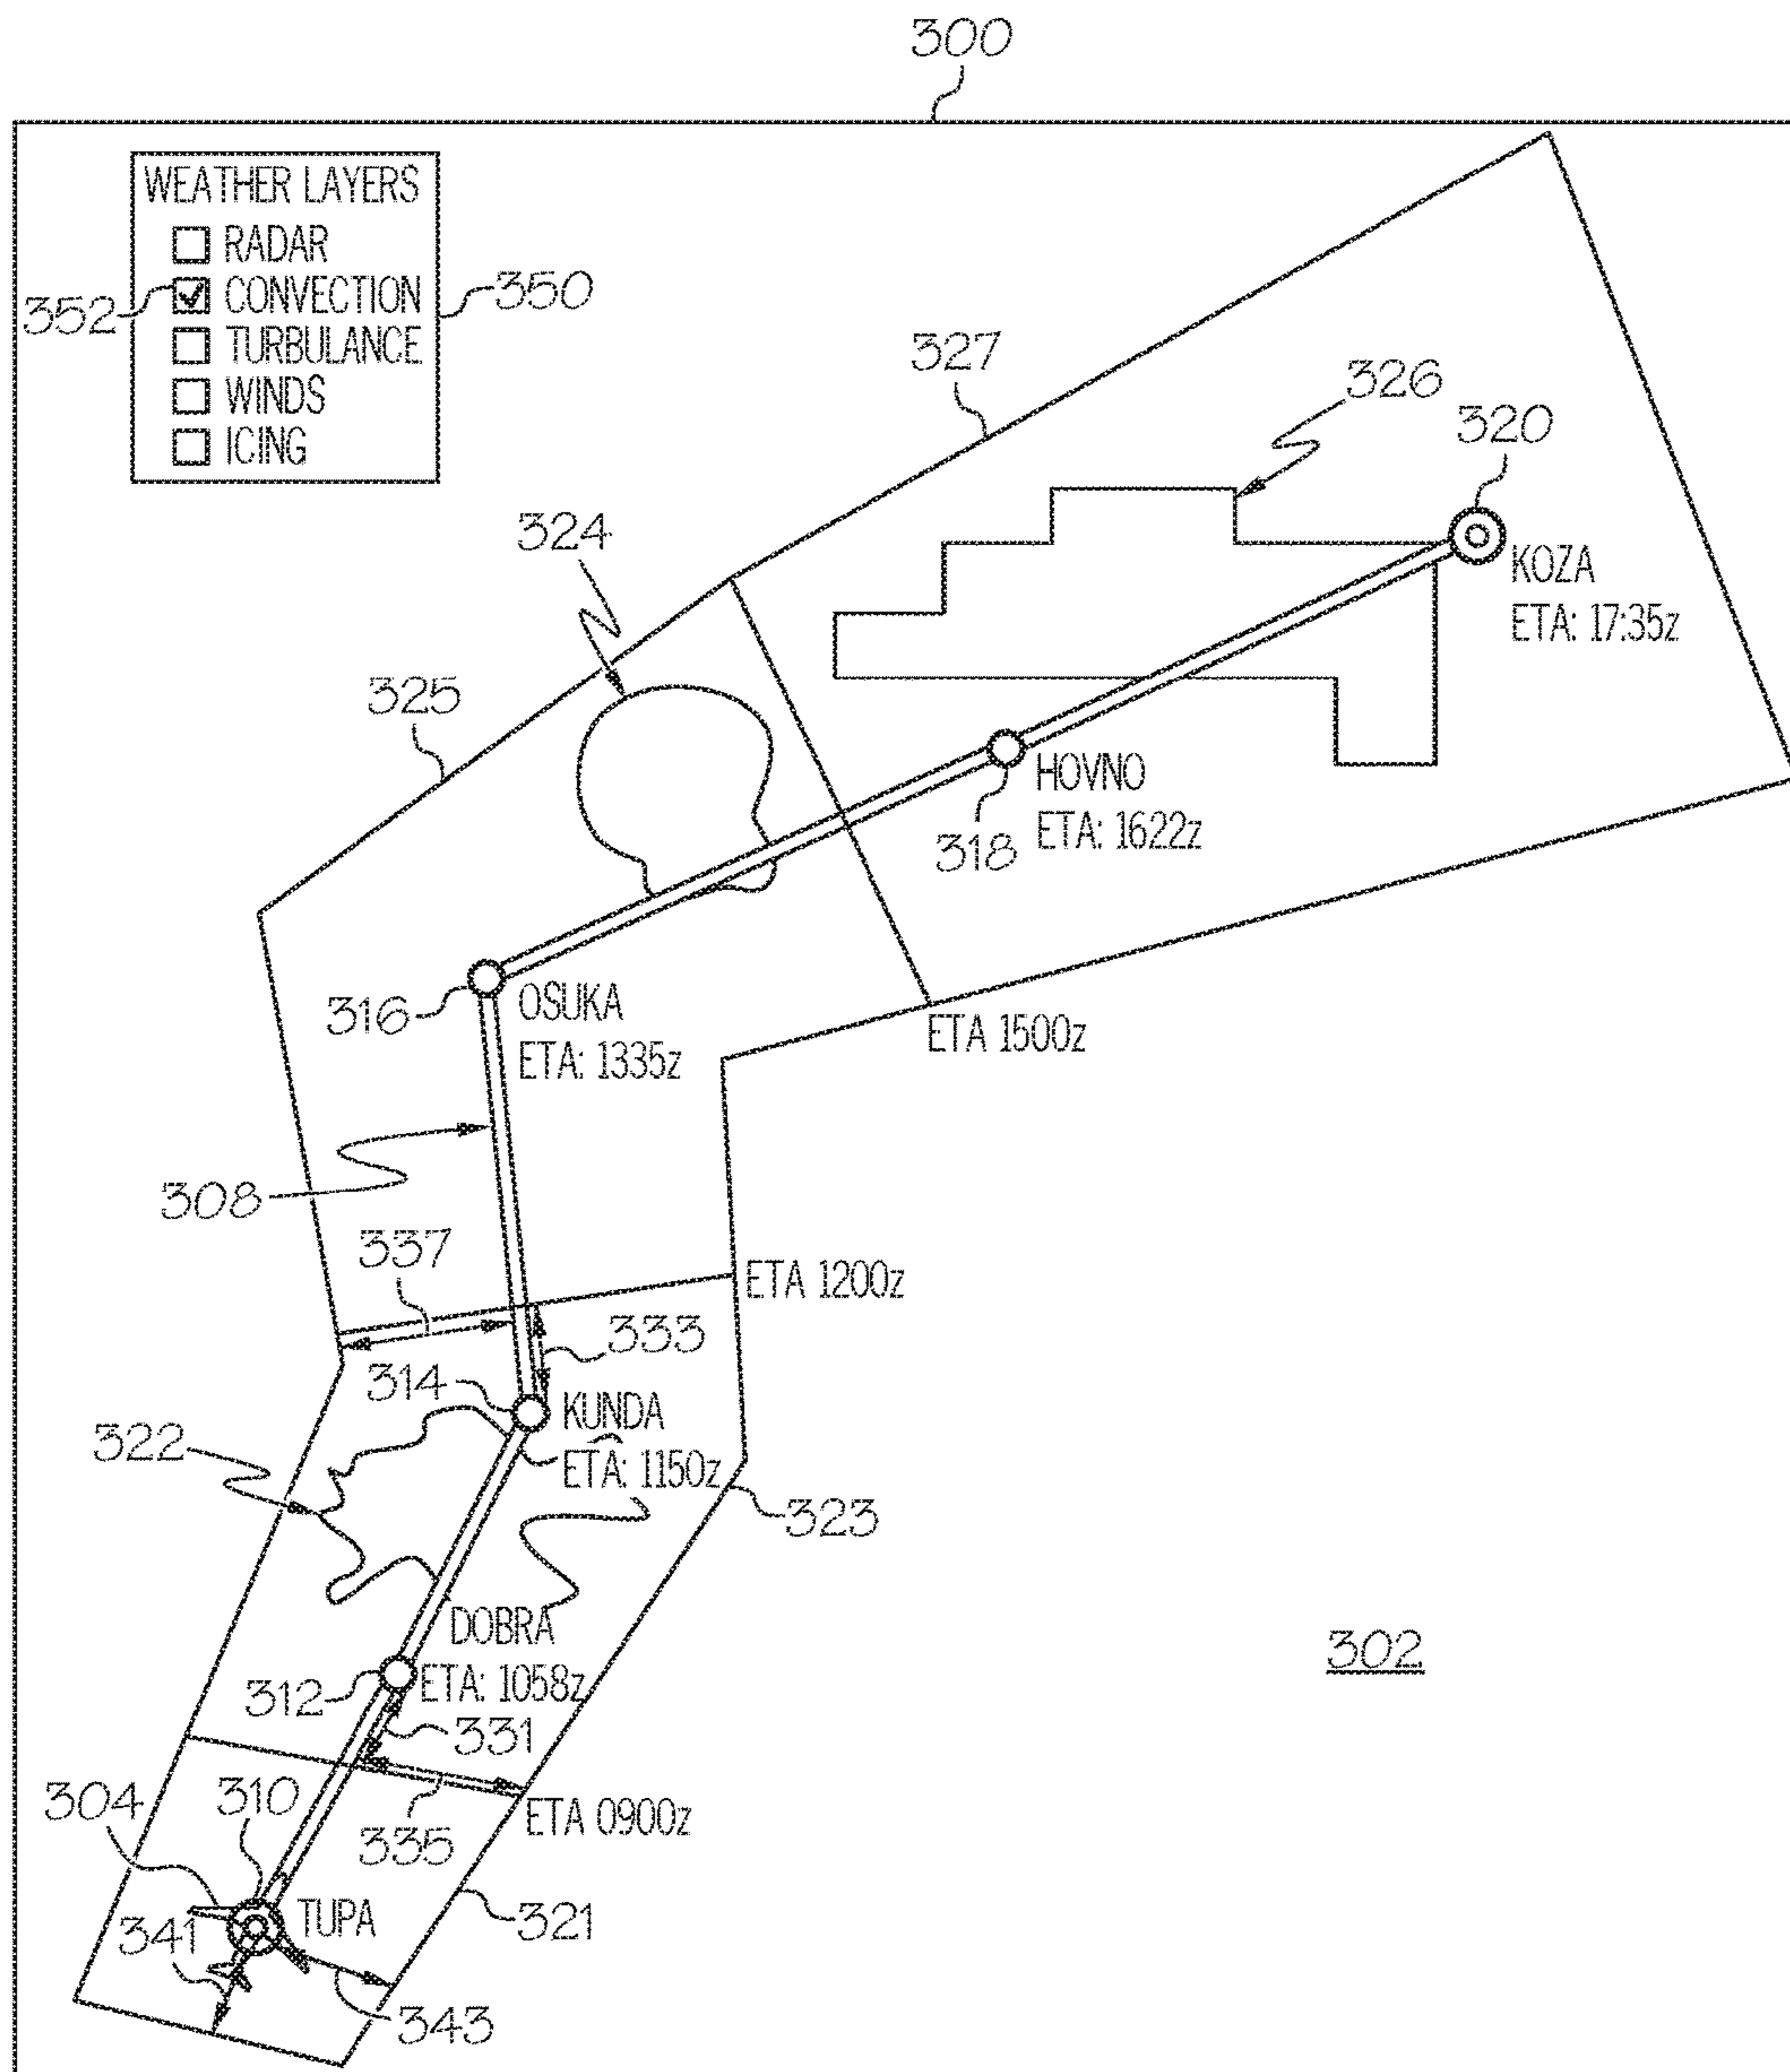 300
WEATHER LAYERS
RADAR
352 CONVECTION 350
TURBULANCE
WINDS
ICING
327
326
320
324
KOZA
ETA: 17:35z
325
HOVNO
318 ETA: 1622z
316 OSUKA
ETA: 1335z
ETA 1500z
308
337
ETA 1200z
333
314
KUNDA
322
ETA: 1150z
323
DOBRA
302
312 ETA: 1058z
331
304 310
ETA 0900z
335
TUPA
321
341
343